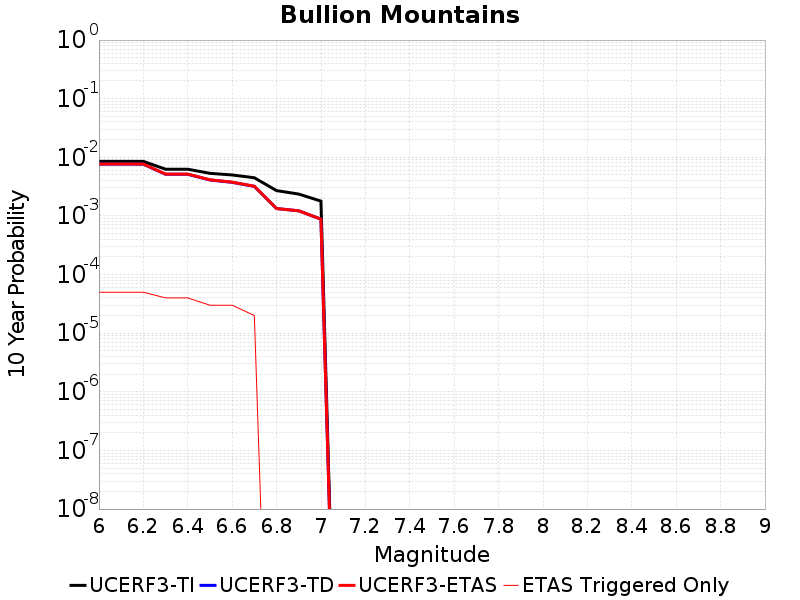 Bullion Mountains
10 Year Probability
10^0
10^-1
10^-2
10^-3
10^-4
10^-5
10^-6
10^-7
10^-8
6 6.2 6.4 6.6 6.8 7 7.2 7.4 7.6 7.8 8 8.2 8.4 8.6 8.8 9
Magnitude
UCERF3-TI UCERF3-TD UCERF3-ETAS ETAS Triggered Only